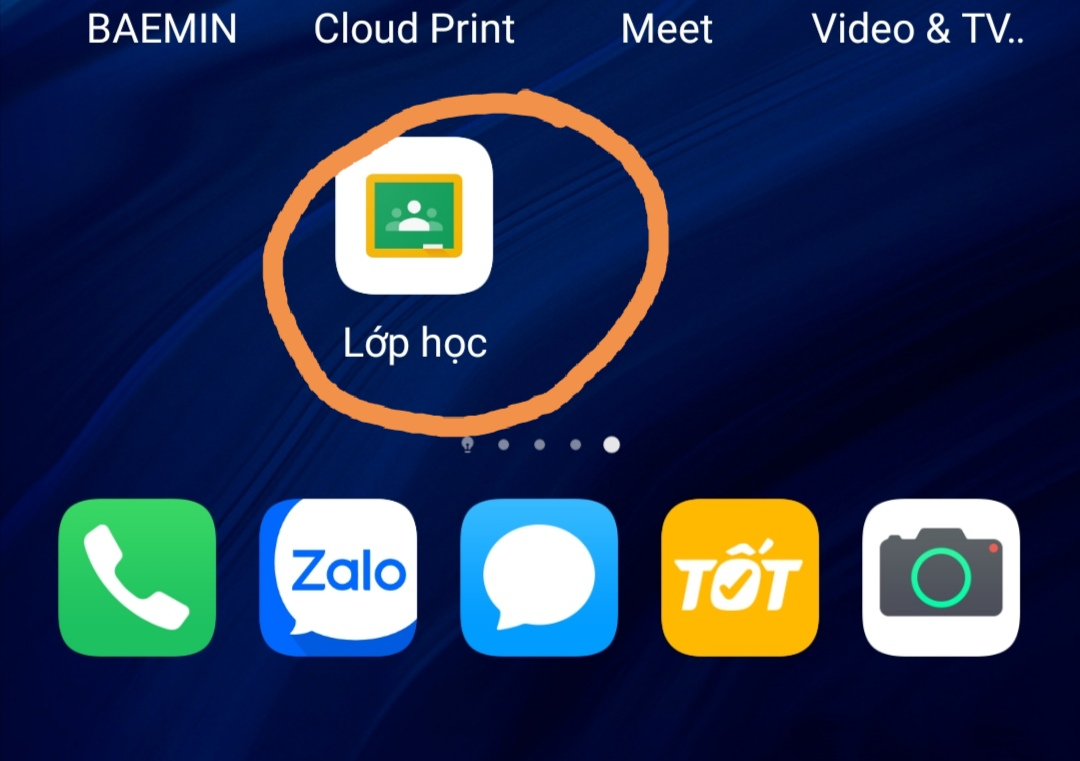 BAEMIN Cloud Print Meet Video & TV..
Lớp học
Zalo TỐT